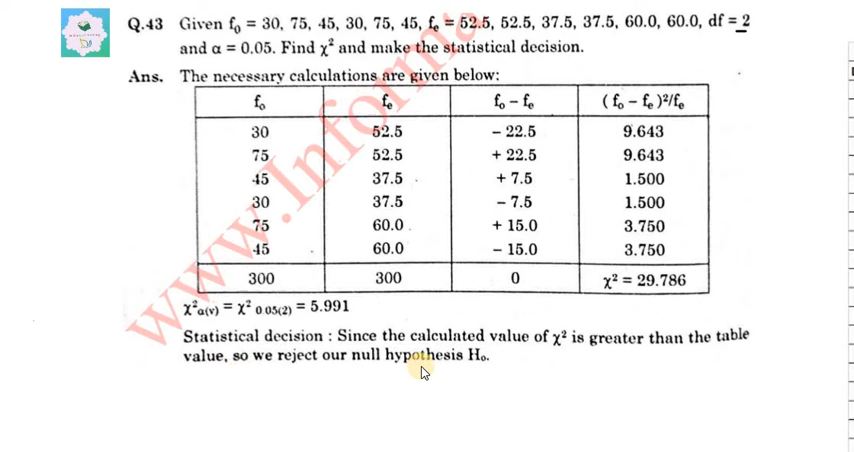 Q.43 Given f₀ = 30, 75, 45, 30, 75, 45, fₑ = 52.5, 52.5, 37.5, 37.5, 60.0, 60.0, df = 2
and α = 0.05. Find χ² and make the statistical decision.
Ans. The necessary calculations are given below:
f₀ fₑ f₀ – fₑ (f₀ – fₑ)²/fₑ
30 52.5 – 22.5 9.643
75 52.5 + 22.5 9.643
45 37.5 + 7.5 1.500
30 37.5 – 7.5 1.500
75 60.0 + 15.0 3.750
45 60.0 – 15.0 3.750
300 300 0 χ² = 29.786
χ²α(v) = χ² 0.05(2) = 5.991
Statistical decision : Since the calculated value of χ² is greater than the table
value, so we reject our null hypothesis H₀.
www.Informa